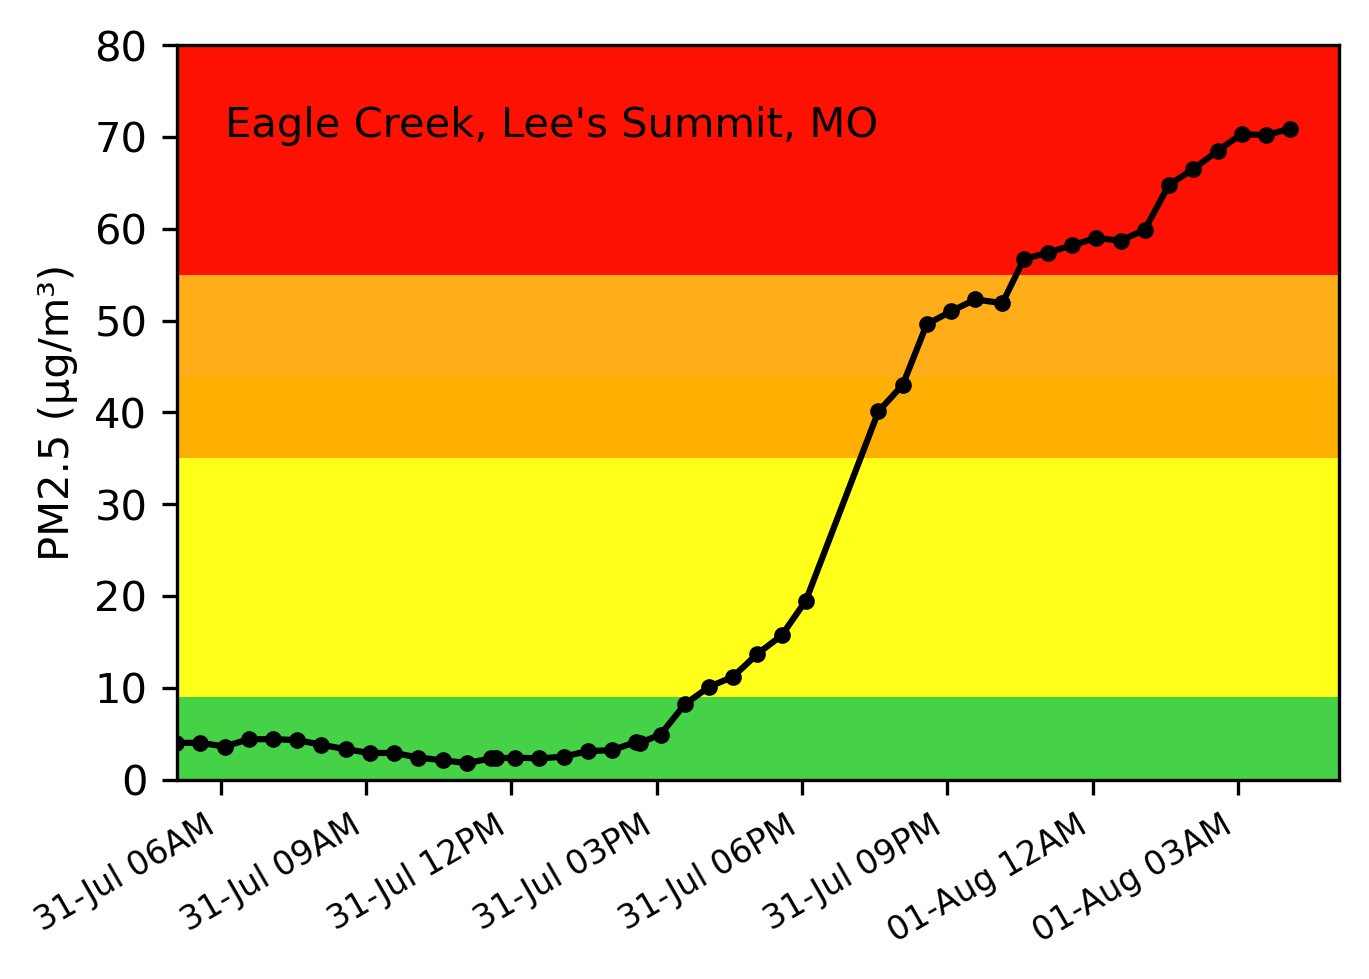 80
Eagle Creek, Lee's Summit, MO
70
60
50
40
30
20
10
0
PM2.5 (µg/m³)
31-Jul 06AM
31-Jul 09AM
31-Jul 12PM
31-Jul 03PM
31-Jul 06PM
31-Jul 09PM
01-Aug 12AM
01-Aug 03AM